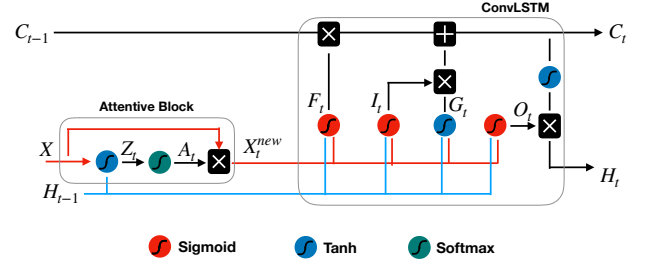 ConvLSTM
C_{t-1}
C_t
Attentive Block
F_t
I_t
G_t
O_t
X
Z_t
A_t
X_t^{new}
H_{t-1}
H_t
Sigmoid
Tanh
Softmax